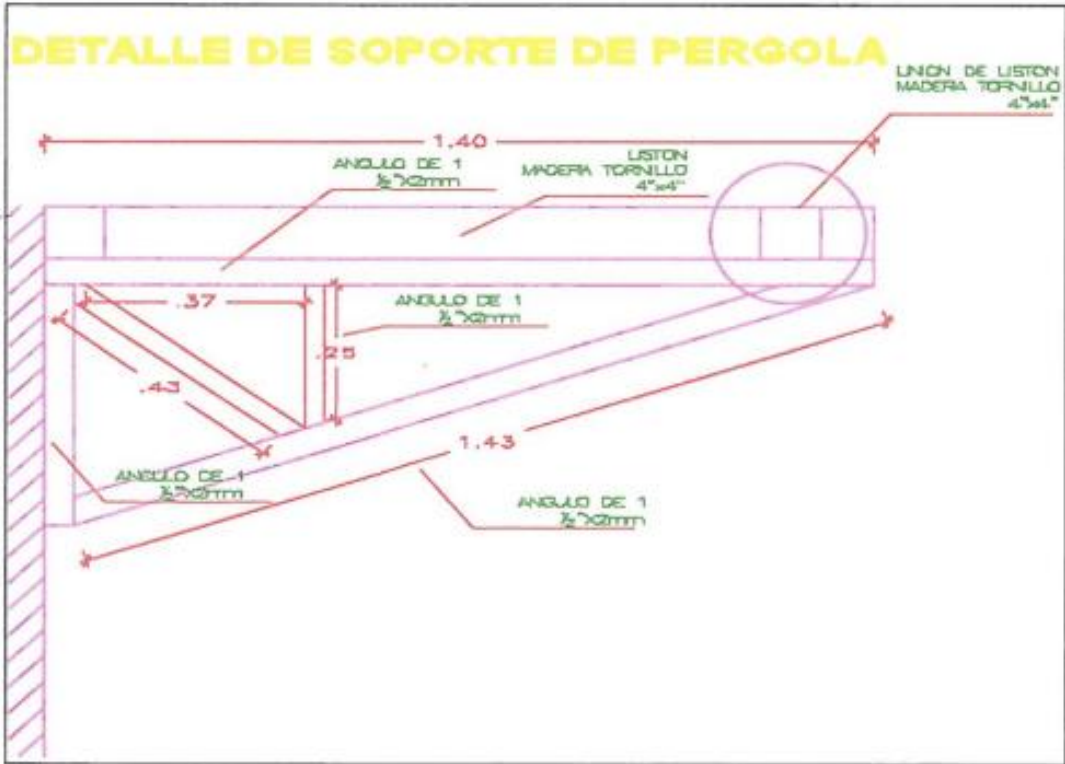 DETALLE DE SOPORTE DE PERGOLA
UNION DE LISTON
MADERA TORNILLO
4"x4"
1.40
ANGULO DE 1
½"X2mm
LISTON
MADERA TORNILLO
4"x4"
.37
ANGULO DE 1
½"X2mm
.25
.43
1.43
ANGULO DE 1
½"X2mm
ANGULO DE 1
½"X2mm